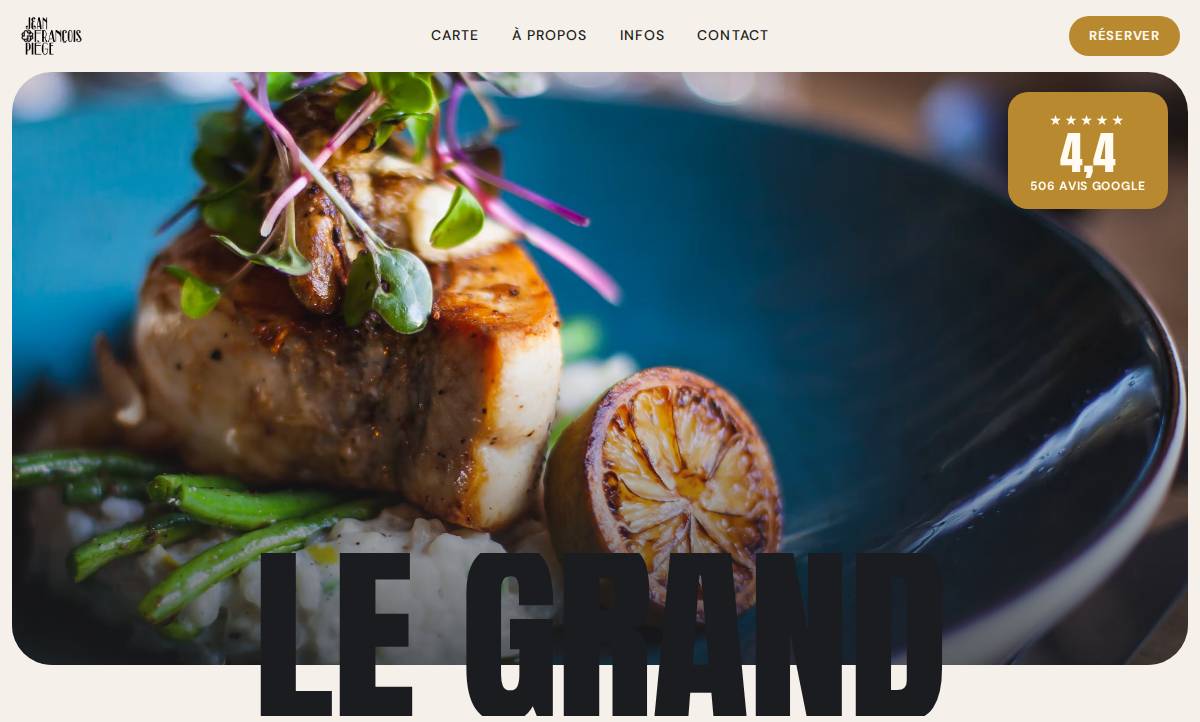 JEAN
FRANÇOIS
PIÈGE
CARTE
À PROPOS
INFOS
CONTACT
RÉSERVER
★★★★★
4,4
506 AVIS GOOGLE
LE GRAND